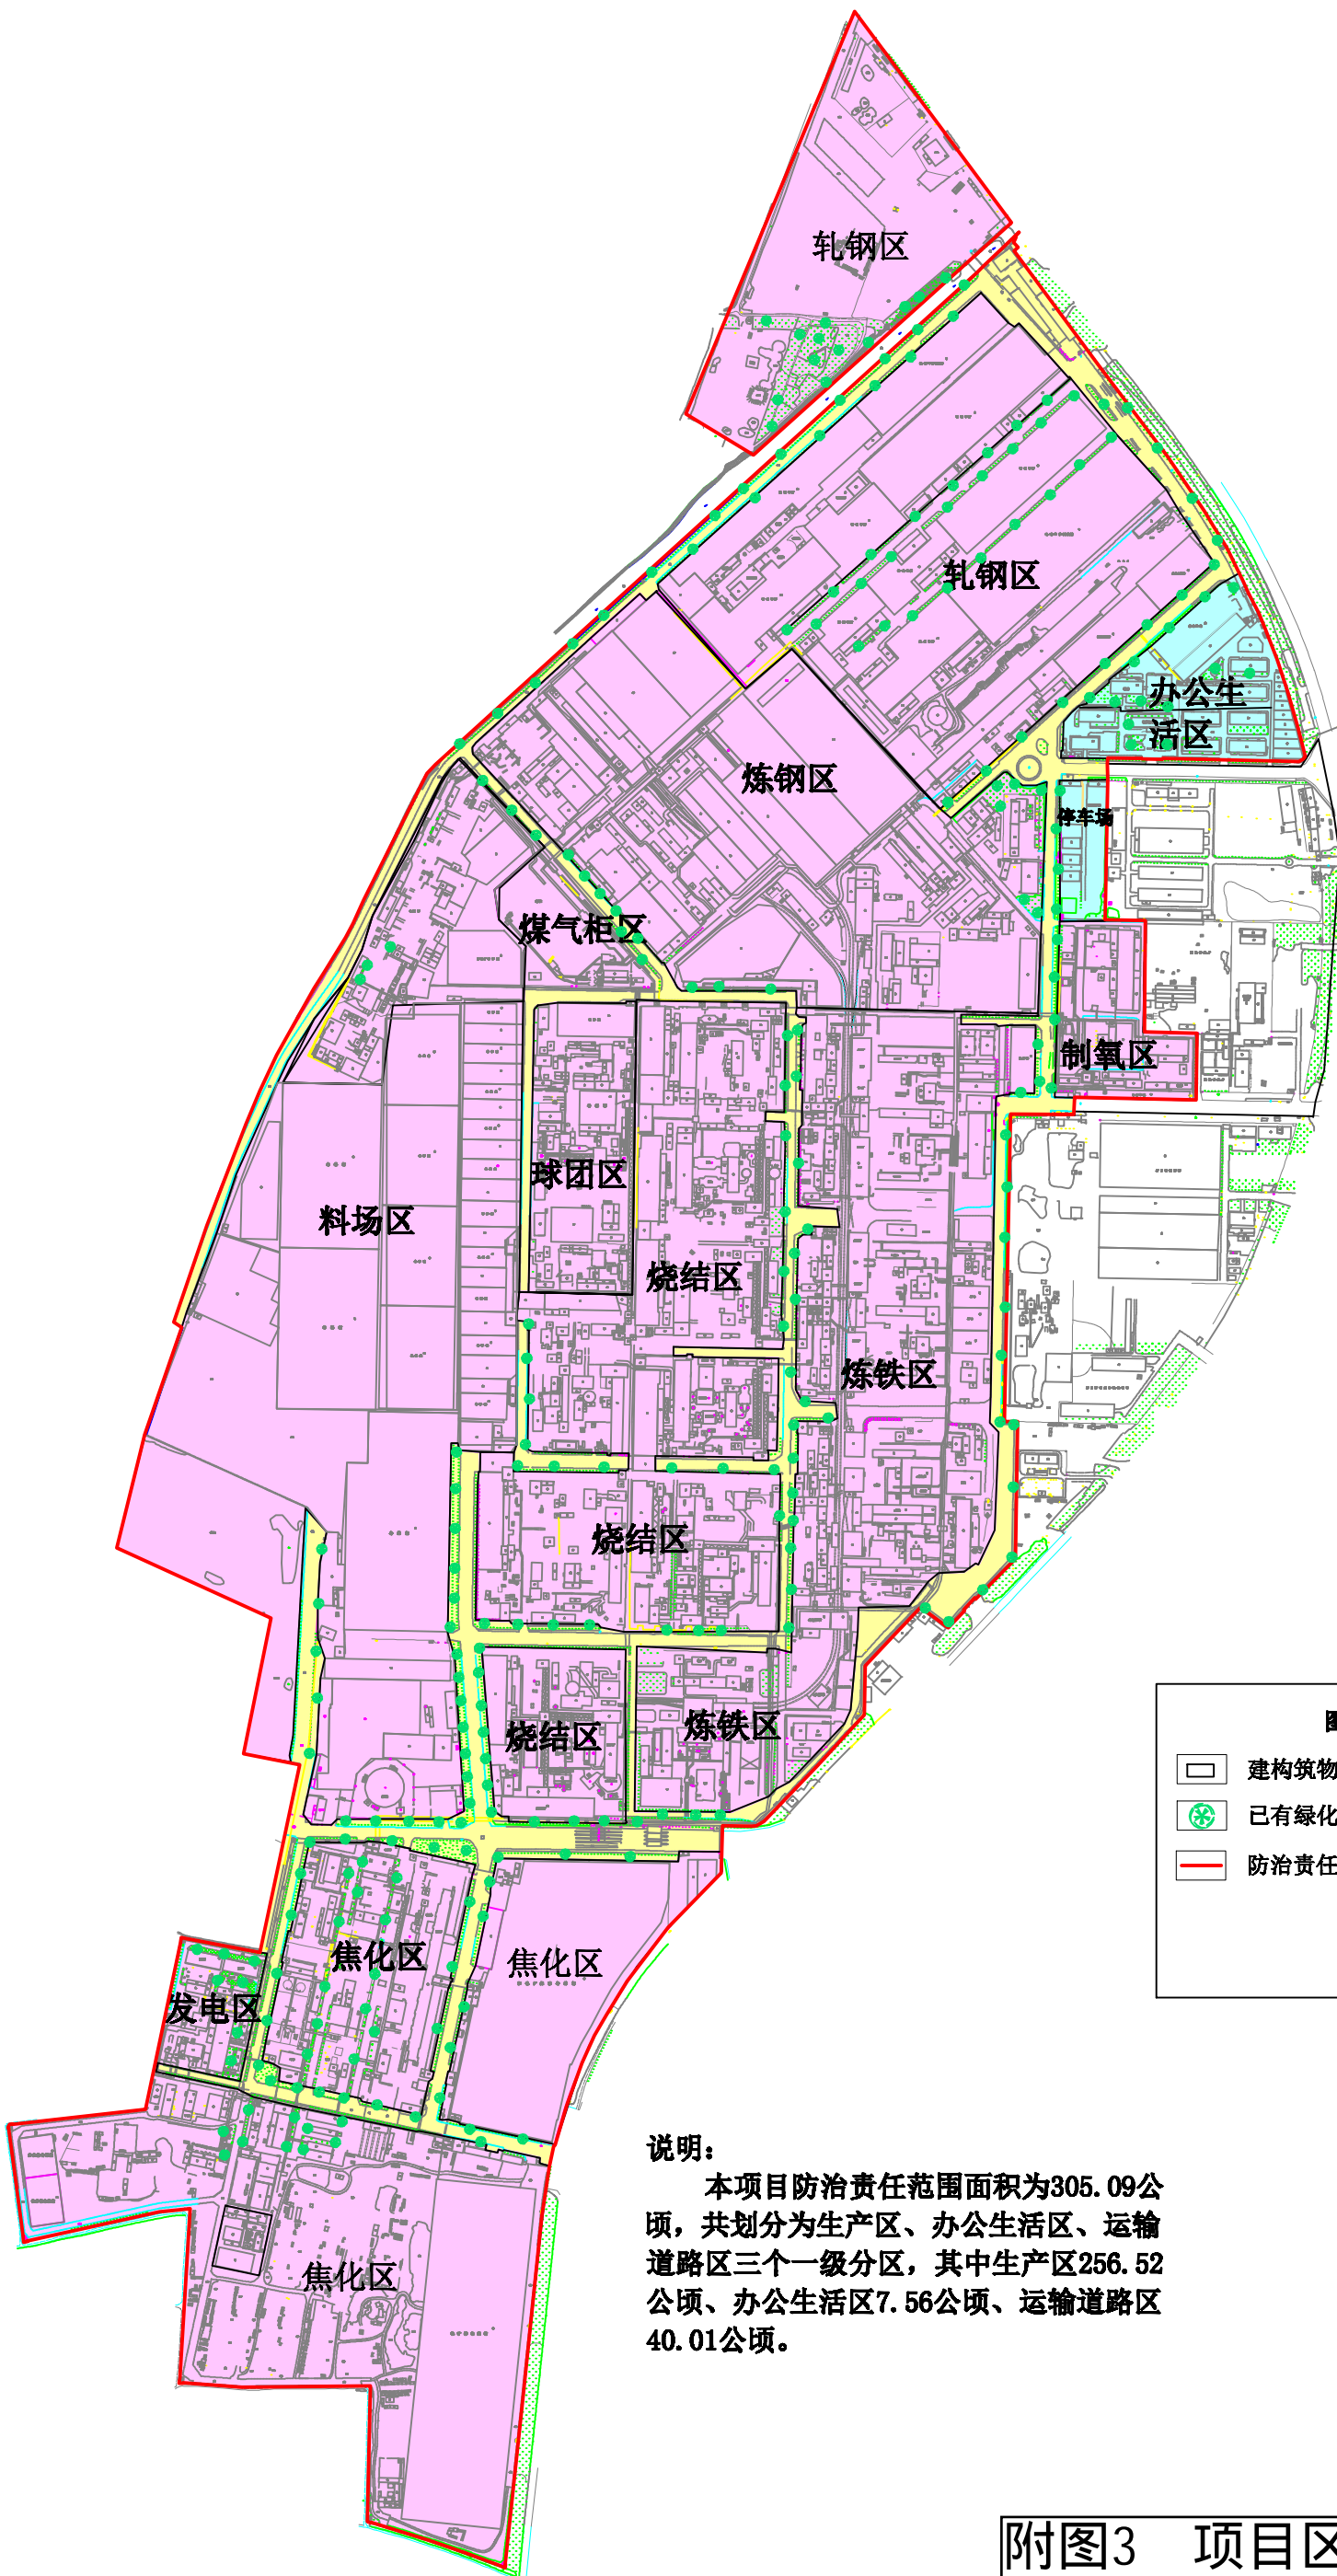 轧钢区
轧钢区
办公生
活区
炼钢区
停车场
煤气柜区
制氧区
球团区
料场区
烧结区
炼铁区
烧结区
烧结区
炼铁区
焦化区
焦化区
发电区
焦化区
建构筑物
已有绿化
防治责任
说明：
本项目防治责任范围面积为305.09公
顷，共划分为生产区、办公生活区、运输
道路区三个一级分区，其中生产区256.52
公顷、办公生活区7.56公顷、运输道路区
40.01公顷。
附图3 项目区